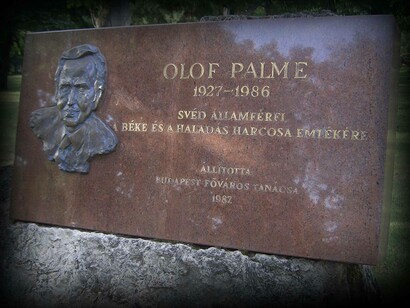 OLOF PALME
1927-1986
SVÉD ÁLLAMFÉRFI
A BÉKE ÉS A HALADÁS HARCOSA EMLÉKÉRE
ÁLLÍTOTTA
BUDAPEST FŐVÁROS TANÁCSA
1987